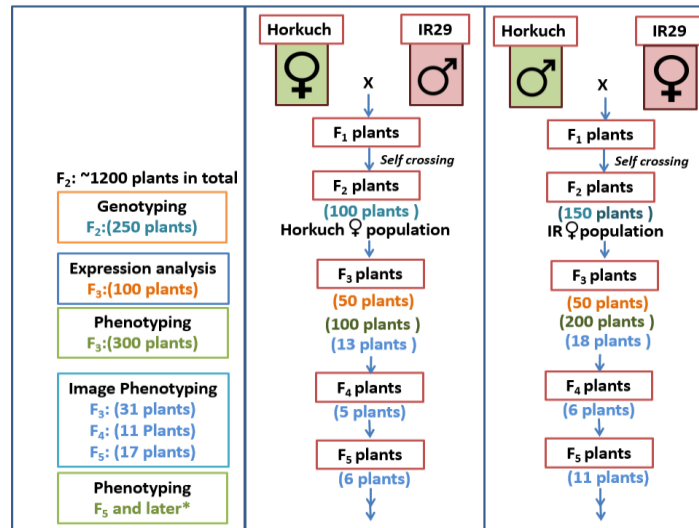 F2: ~1200 plants in total
Genotyping
F2:(250 plants)
Expression analysis
F3:(100 plants)
Phenotyping
F3:(300 plants)
Image Phenotyping
F3: (31 plants)
F4: (11 Plants)
F5: (17 plants)
Phenotyping
F5 and later*
Horkuch
IR29
♀
♂
X
F1 plants
Self crossing
F2 plants
(100 plants )
Horkuch ♀ population
F3 plants
(50 plants)
(100 plants )
(13 plants )
F4 plants
(5 plants)
F5 plants
(6 plants)
Horkuch
IR29
♂
♀
X
F1 plants
Self crossing
F2 plants
(150 plants )
IR ♀ population
F3 plants
(50 plants)
(200 plants )
(18 plants)
F4 plants
(6 plants)
F5 plants
(11 plants)